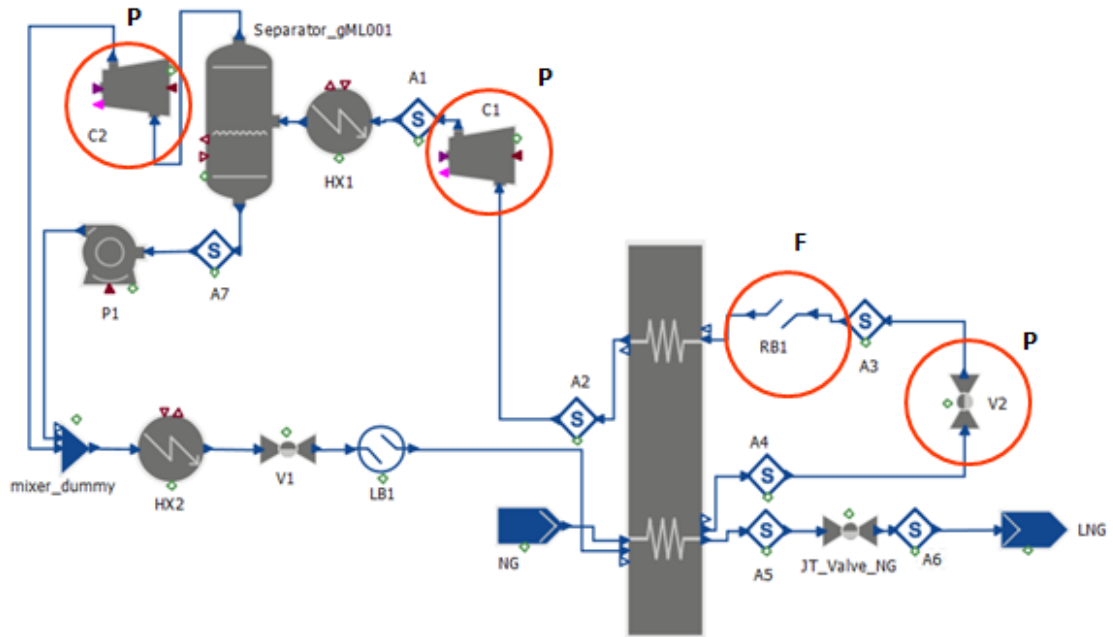 P
Separator_gML001
P
A1
C1
C2
HX1
A7
P1
F
RB1
A3
P
V2
A2
A4
mixer_dummy
HX2
V1
LB1
NG
A5
JT_Valve_NG
A6
LNG
S
S
S
S
S
S
S